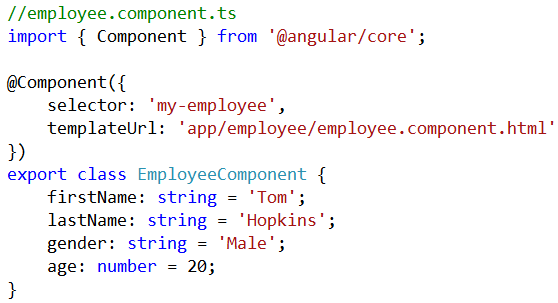 //employee.component.ts
import { Component } from '@angular/core';

@Component({
    selector: 'my-employee',
    templateUrl: 'app/employee/employee.component.html'
})
export class EmployeeComponent {
    firstName: string = 'Tom';
    lastName: string = 'Hopkins';
    gender: string = 'Male';
    age: number = 20;
}